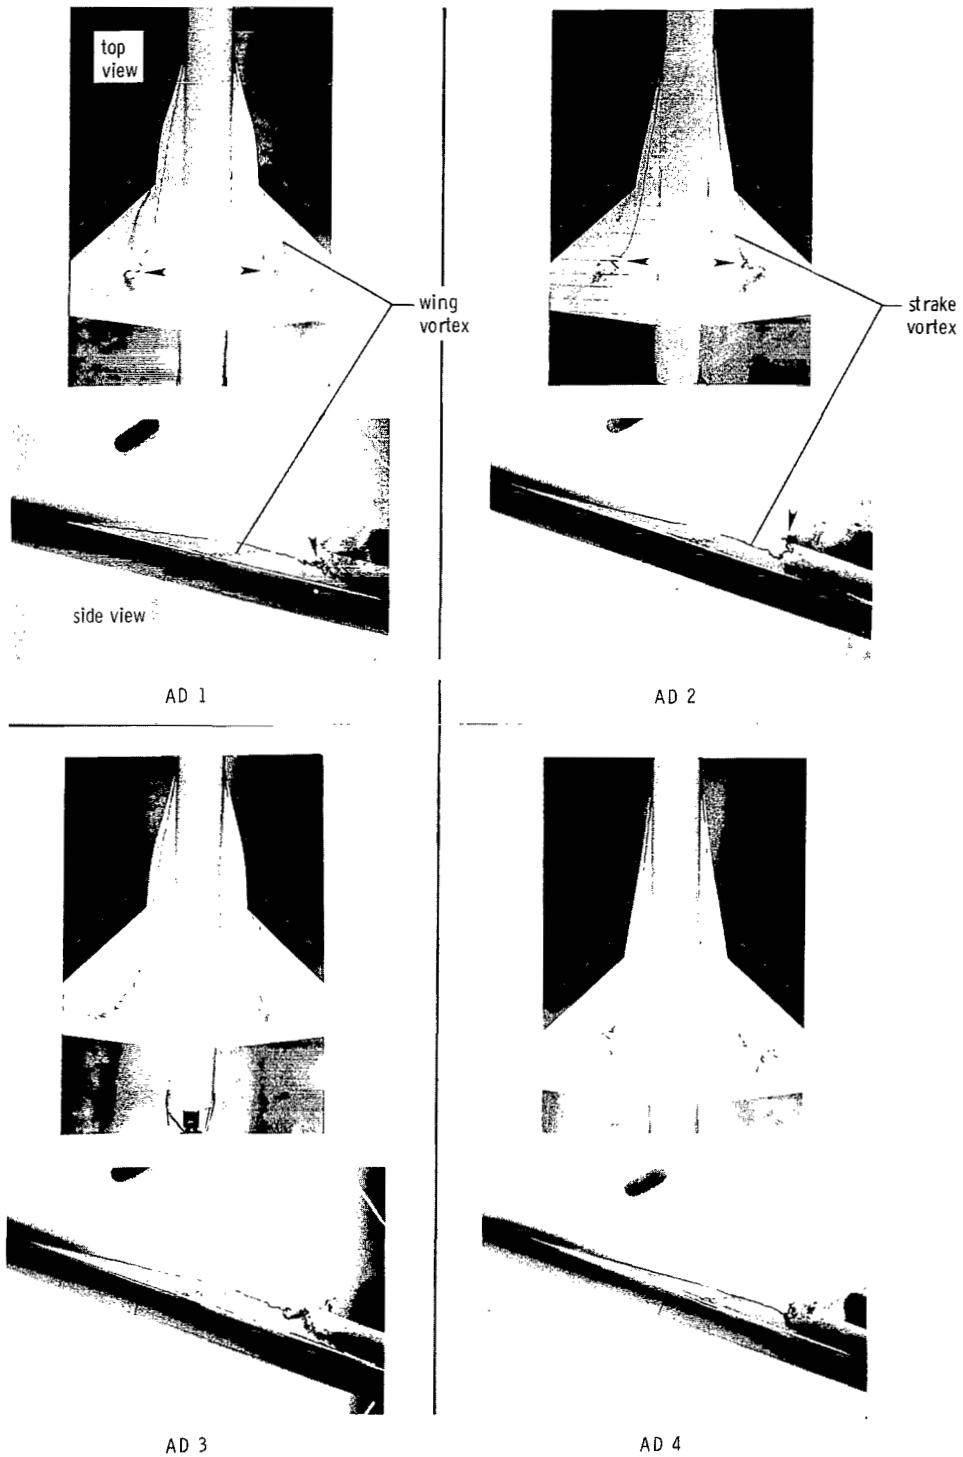 top
view
wing
vortex
strake
vortex
side view
AD 1
AD 2
AD 3
AD 4